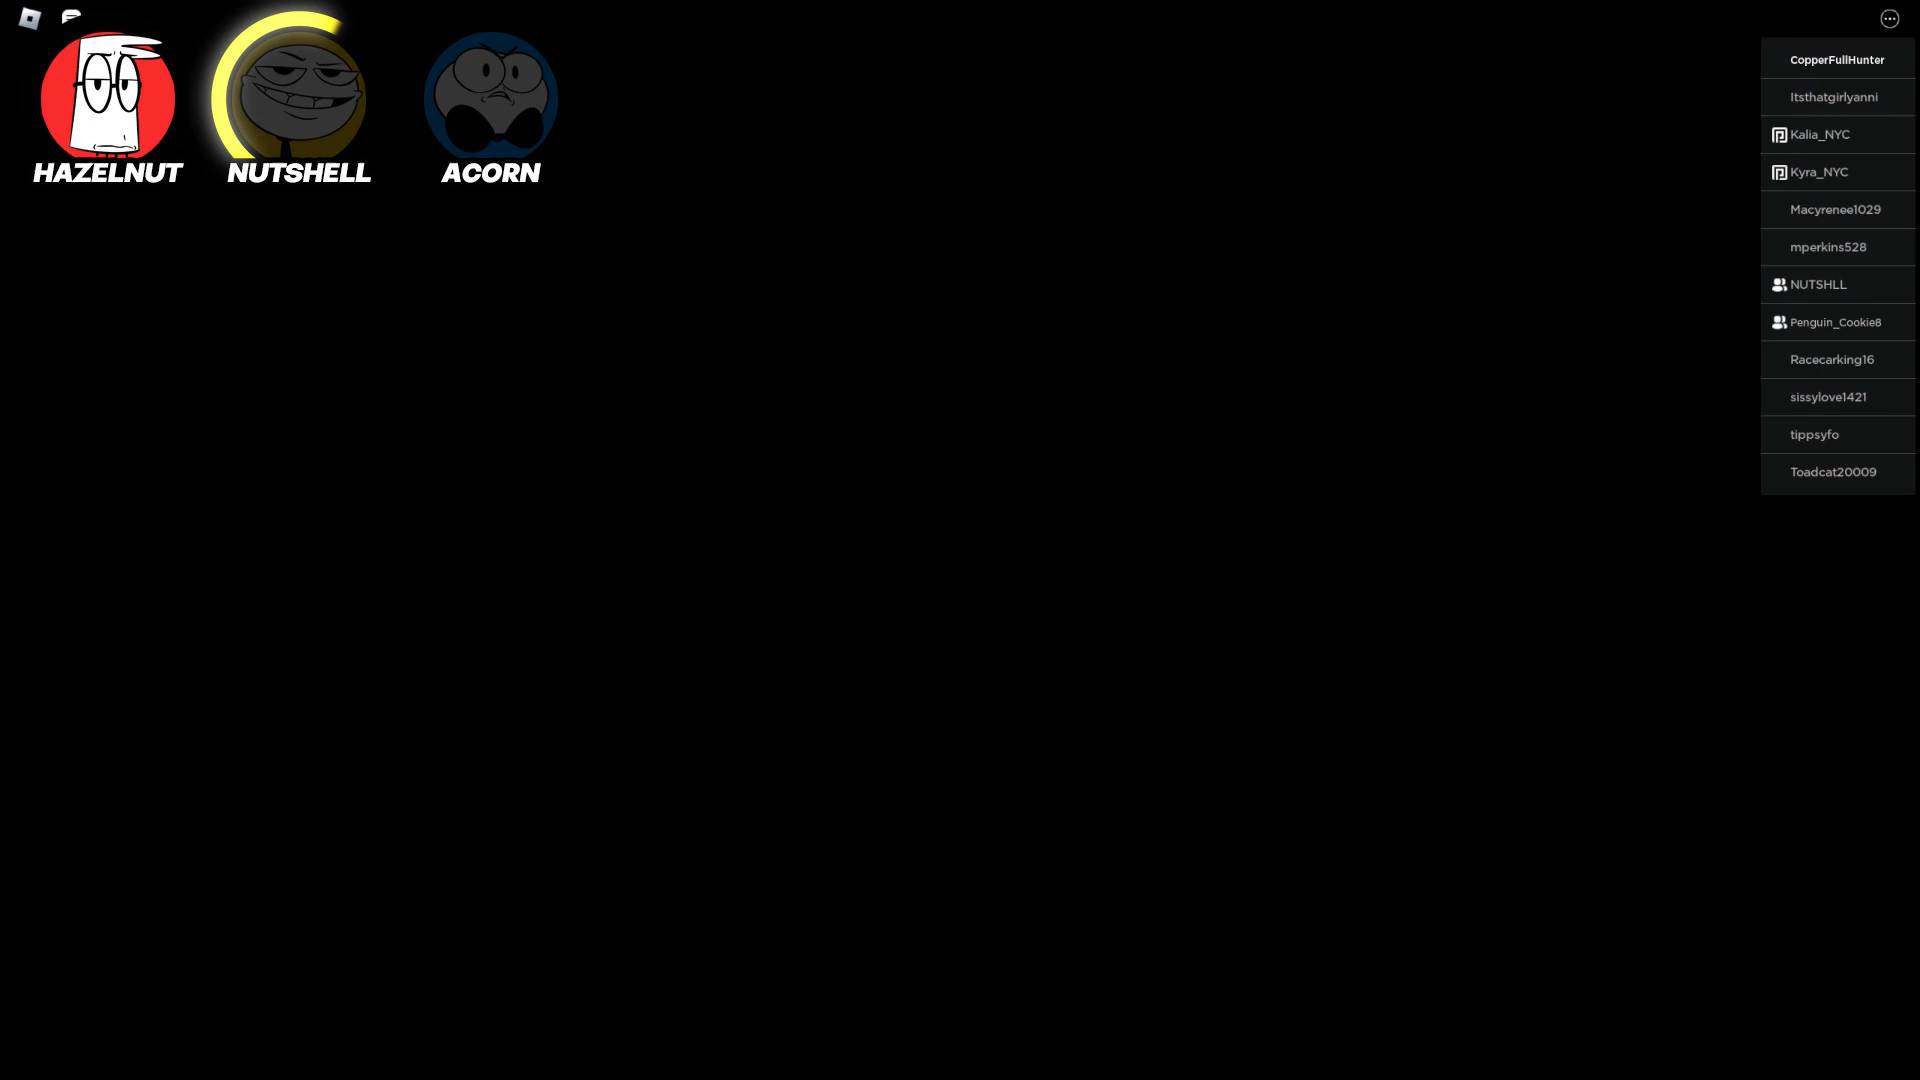 HAZELNUT
NUTSHELL
ACORN
CopperFullHunter
Itsthatgirlyanni
Kalia_NYC
Kyra_NYC
Macyrenee1029
mperkins528
NUTSHLL
Penguin_Cookie8
Racecarking16
sissylove1421
tippsyfo
Toadcat20009